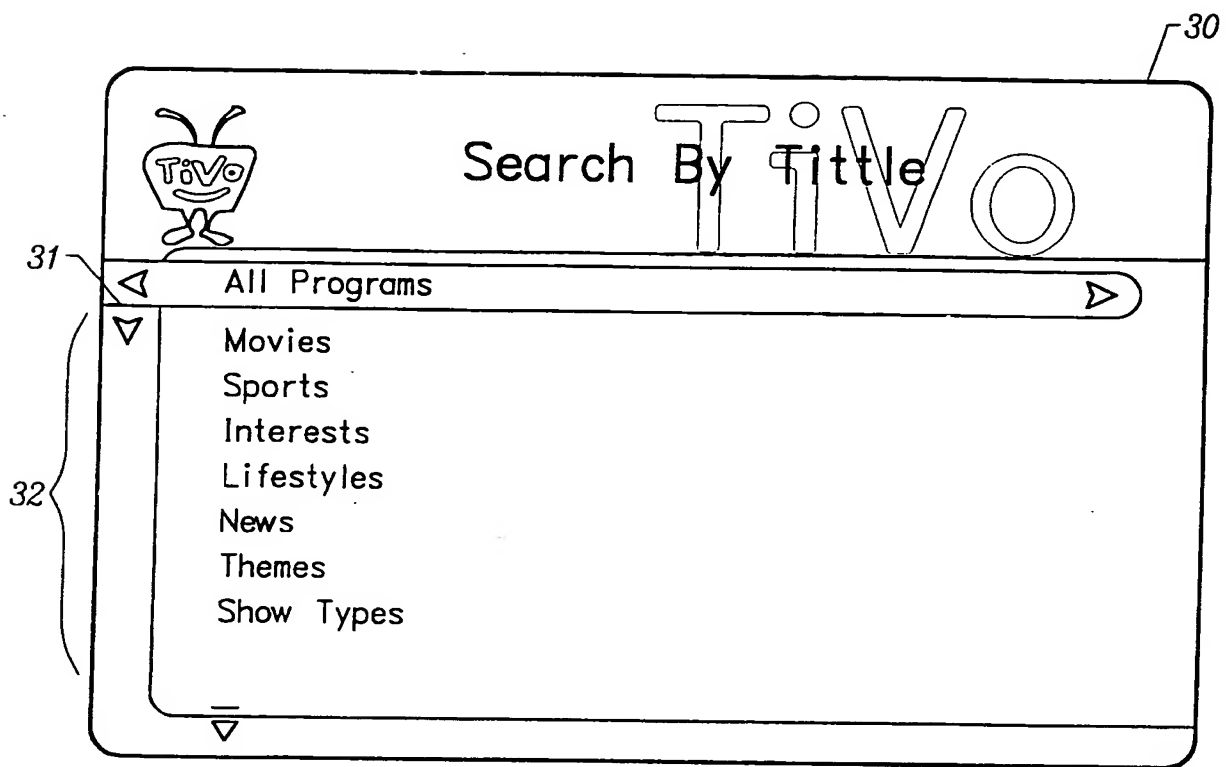 30
TiVo
TiVo
Search By Tittle
31
All Programs
Movies
Sports
Interests
Lifestyles
32
News
Themes
Show Types